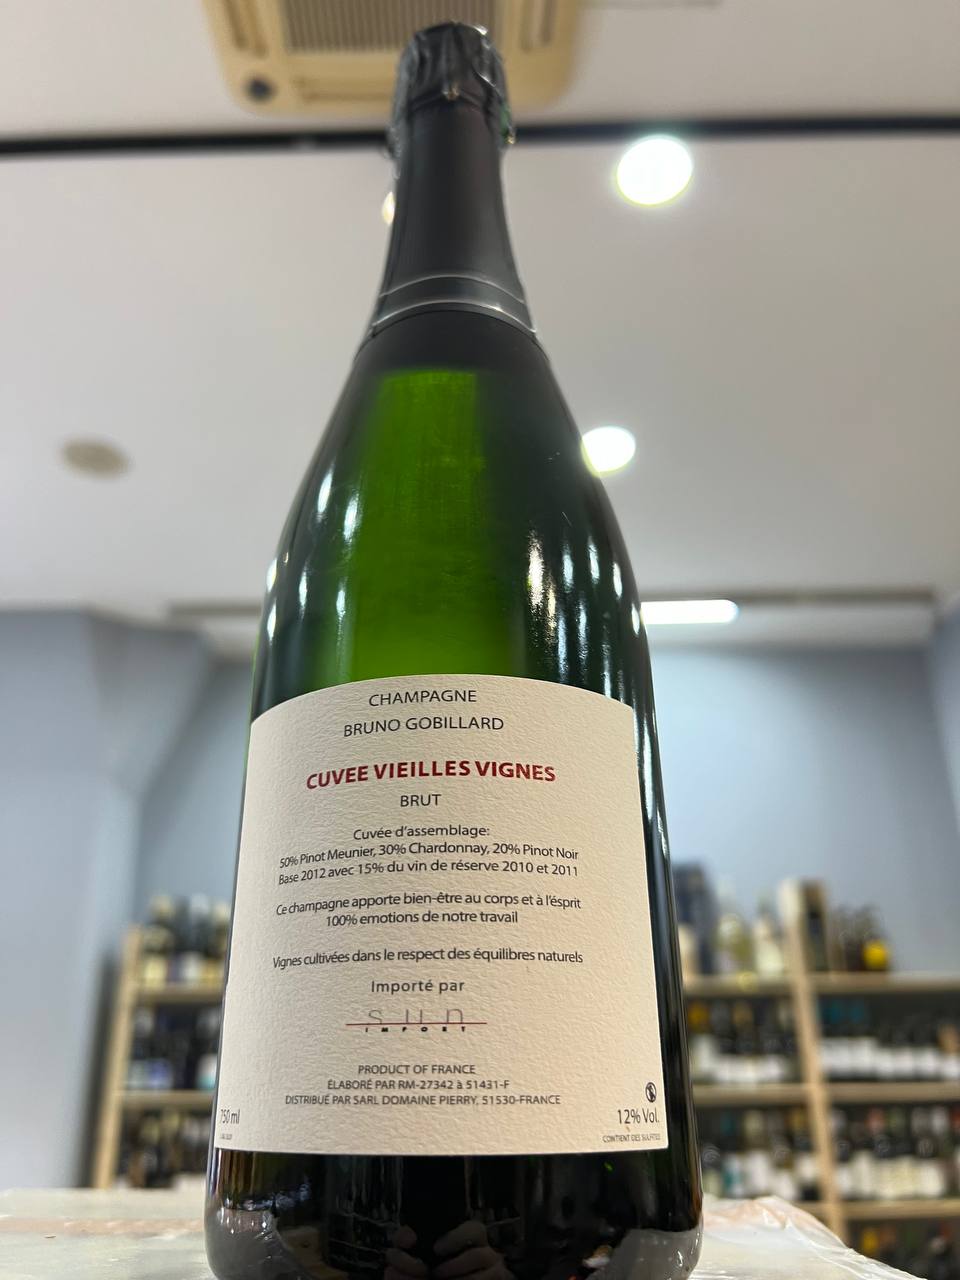 CHAMPAGNE
BRUNO GOBILLARD
CUVEE VIEILLES VIGNES
BRUT
Cuvée d'assemblage:
50% Pinot Meunier, 30% Chardonnay, 20% Pinot Noir
Base 2012 avec 15% du vin de réserve 2010 et 2011
Ce champagne apporte bien-être au corps et à l'ésprit
100% emotions de notre travail
Vignes cultivées dans le respect des équilibres naturels
Importé par
sun
IMPORT
PRODUCT OF FRANCE
ÉLABORÉ PAR RM-27342 à 51431-F
DISTRIBUÉ PAR SARL DOMAINE PIERRY, 51530-FRANCE
750 ml
12% Vol.
CONTIENT DES SULFITES